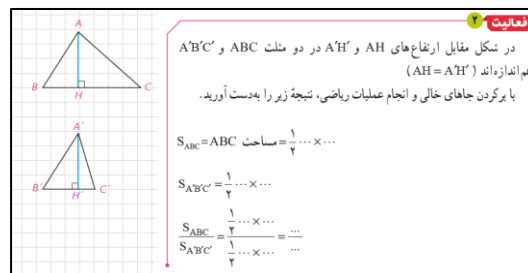 فعالیت ۲
در شکل مقابل ارتفاع‌های AH و A′H′ در دو مثلث ABC و A′B′C′
هم‌اندازه‌اند ( AH = A′H′ )
با پرکردن جاهای خالی و انجام عملیات ریاضی، نتیجهٔ زیر را به‌دست آورید.
S_ABC = ABC مساحت = ۱/۲ ... × ...
S_A′B′C′ = ۱/۲ ... × ...
S_ABC / S_A′B′C′ = (۱/۲ ... × ...) / (۱/۲ ... × ...) = ... / ...
A
B
H
C
A′
B′
H′
C′